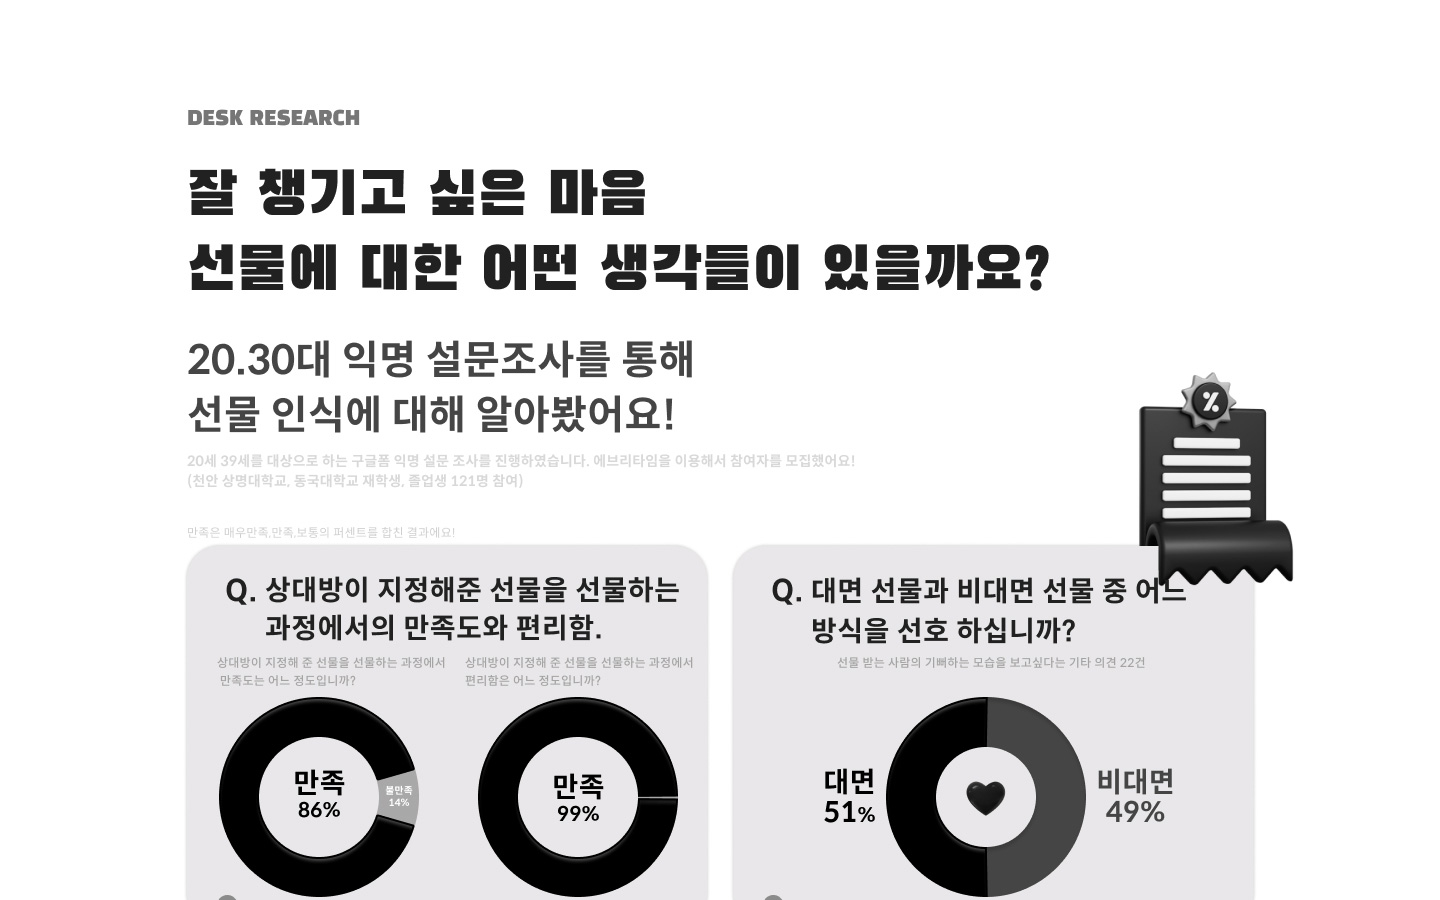 DESK RESEARCH
잘 챙기고 싶은 마음
선물에 대한 어떤 생각들이 있을까요?
20.30대 익명 설문조사를 통해
선물 인식에 대해 알아봤어요!
20세 39세를 대상으로 하는 구글폼 익명 설문 조사를 진행하였습니다. 에브리타임을 이용해서 참여자를 모집했어요!
(천안 상명대학교, 동국대학교 재학생, 졸업생 121명 참여)
만족은 매우만족,만족,보통의 퍼센트를 합친 결과에요!
Q. 상대방이 지정해준 선물을 선물하는
과정에서의 만족도와 편리함.
상대방이 지정해 준 선물을 선물하는 과정에서
만족도는 어느 정도입니까?
상대방이 지정해 준 선물을 선물하는 과정에서
편리함은 어느 정도입니까?
만족
86%
불만족
14%
만족
99%
Q. 대면 선물과 비대면 선물 중 어느
방식을 선호 하십니까?
선물 받는 사람의 기뻐하는 모습을 보고싶다는 기타 의견 22건
대면
51%
비대면
49%